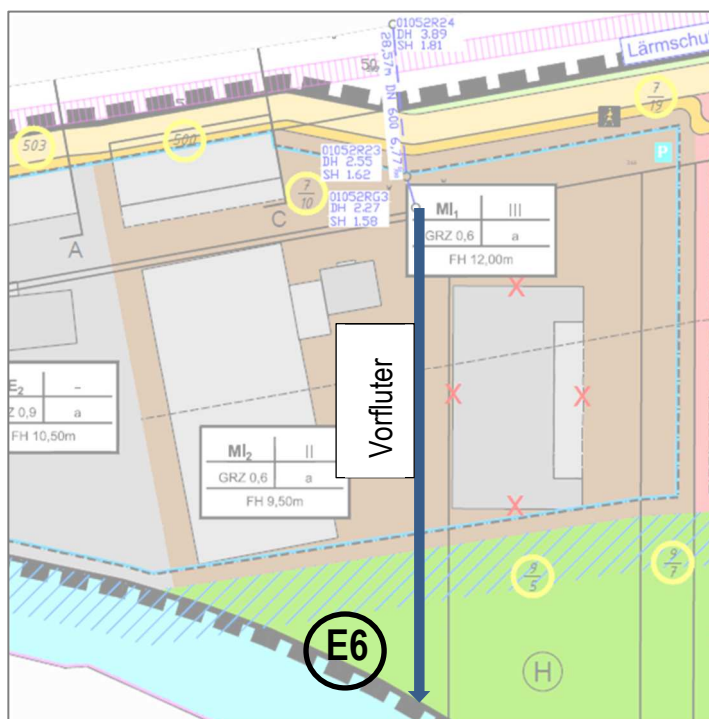 01052R24
DH 3.89
SH 1.81
Lärmschut
28,57m DN 600 6,77
50
503
500
7
19
P
01052R23
DH 2.55
SH 1.62
7
10
01052RG3
DH 2.27
SH 1.58
MI₁ III
GRZ 0,6 a
FH 12,00m
A
C
X
X
X
X
Vorfluter
E₂ –
Z 0,9 a
FH 10,50m
MI₂ II
GRZ 0,6 a
FH 9,50m
9
5
9
7
E6
H